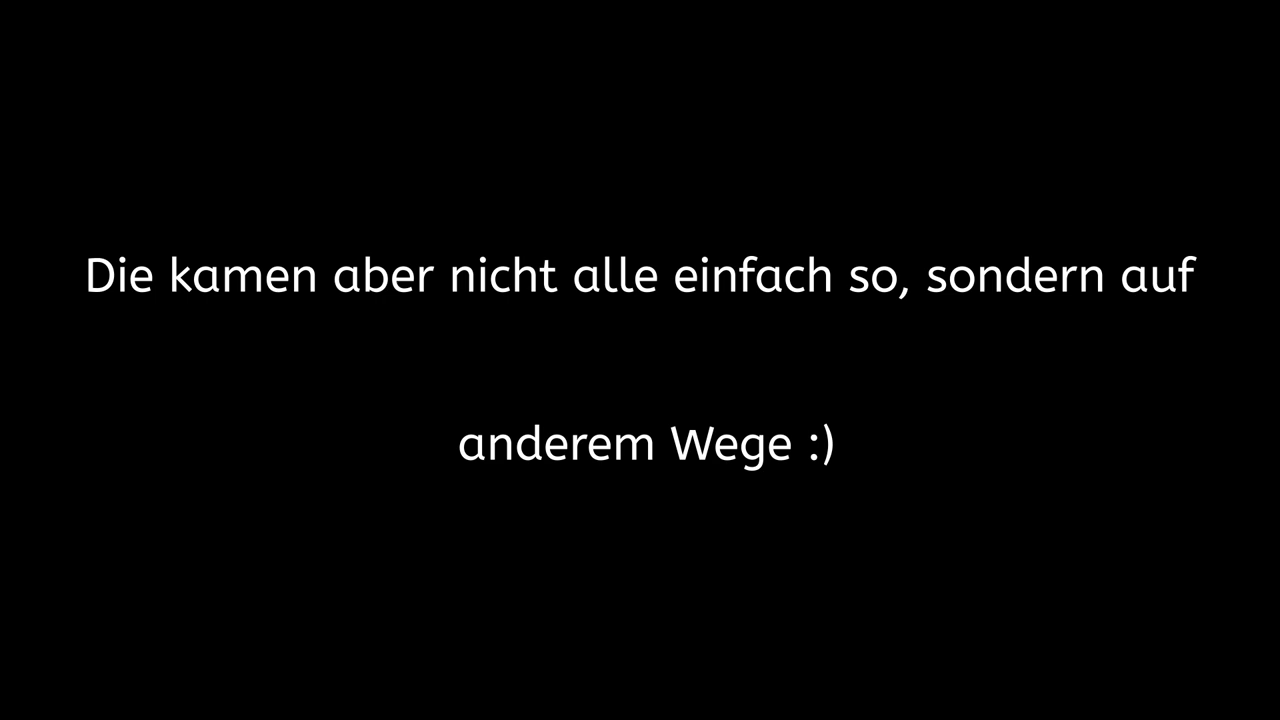 Die kamen aber nicht alle einfach so, sondern auf
anderem Wege :)